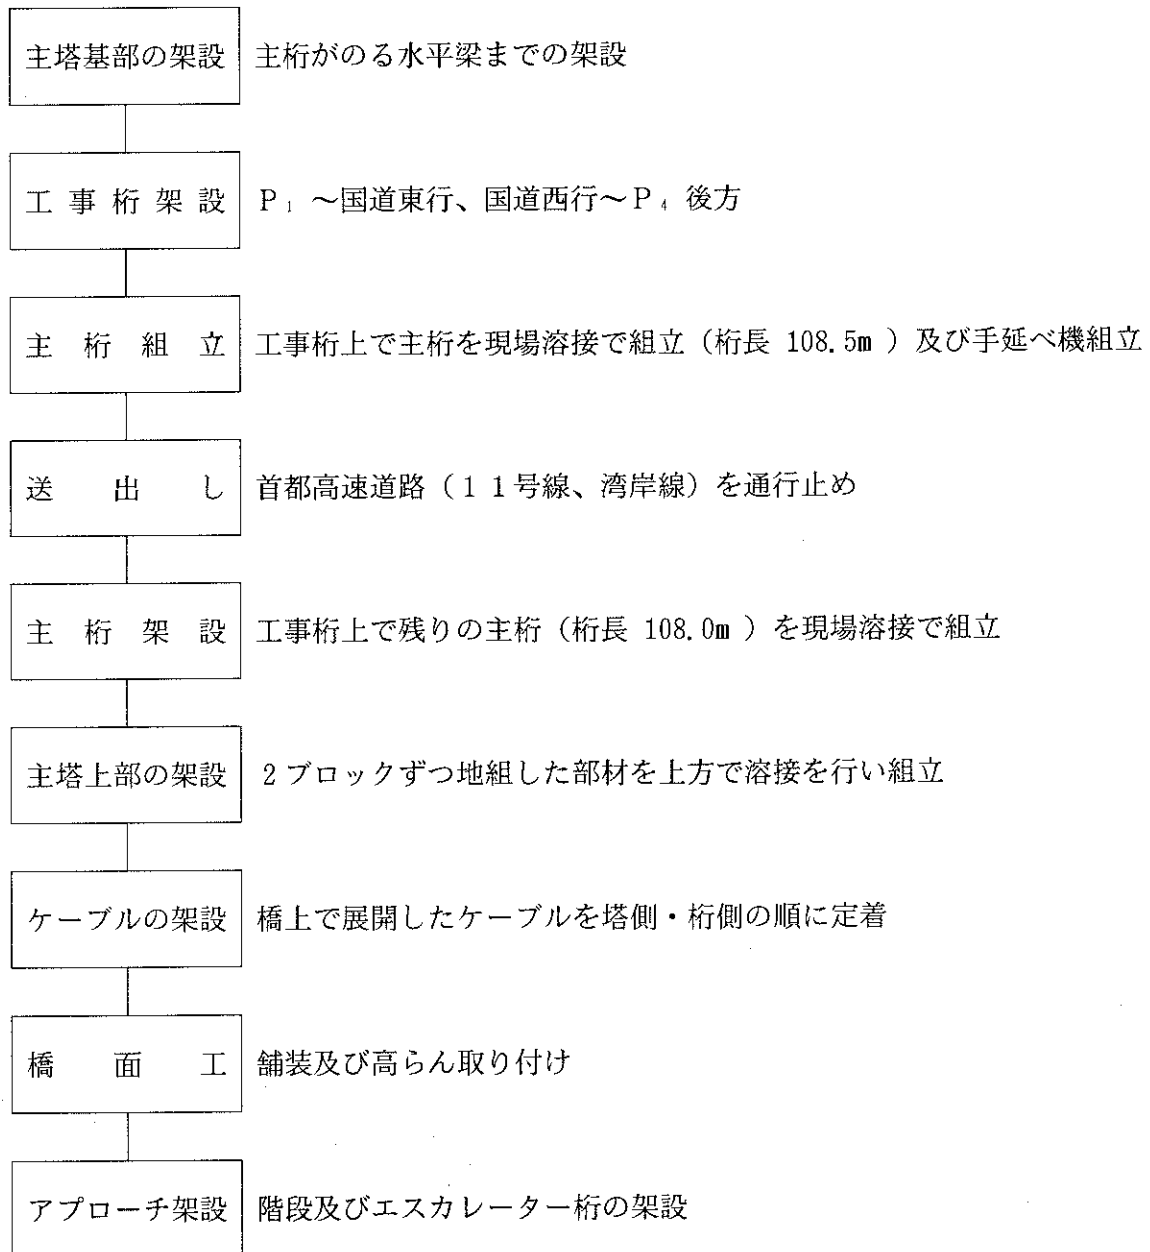 主塔基部の架設 主桁がのる水平梁までの架設
工事桁架設 P₁～国道東行、国道西行～P₄後方
主桁組立 工事桁上で主桁を現場溶接で組立（桁長 108.5m ）及び手延べ機組立
送出し 首都高速道路（１１号線、湾岸線）を通行止め
主桁架設 工事桁上で残りの主桁（桁長 108.0m ）を現場溶接で組立
主塔上部の架設 2ブロックずつ地組した部材を上方で溶接を行い組立
ケーブルの架設 橋上で展開したケーブルを塔側・桁側の順に定着
橋面工 舗装及び高らん取り付け
アプローチ架設 階段及びエスカレーター桁の架設